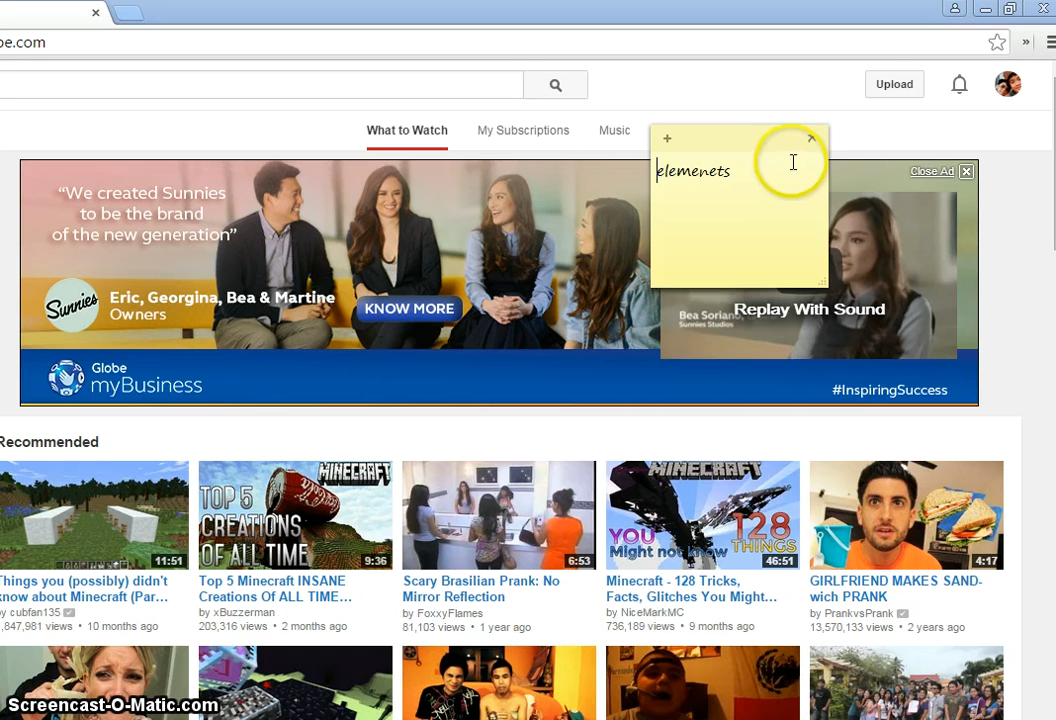 be.com
Upload
What to Watch
My Subscriptions
Music
elemenets
Close Ad
“We created Sunnies
to be the brand
of the new generation”
Sunnies
Eric, Georgina, Bea & Martine
Owners
KNOW MORE
Bea Soriano,
Sunnies Studios
Replay With Sound
Globe
myBusiness
#InspiringSuccess
Recommended
11:51
MINECRAFT
TOP 5
CREATIONS
OF ALL TIME
9:36
6:53
MINECRAFT
YOU
Might not know
128
THINGS
46:51
4:17
Things you (possibly) didn't
know about Minecraft (Par...
by cubfan135
,847,981 views • 10 months ago
Top 5 Minecraft INSANE
Creations Of ALL TIME...
by xBuzzerman
203,316 views • 2 months ago
Scary Brasilian Prank: No
Mirror Reflection
by FoxxyFlames
81,103 views • 1 year ago
Minecraft - 128 Tricks,
Facts, Glitches You Might...
by NiceMarkMC
736,189 views • 9 months ago
GIRLFRIEND MAKES SAND-
wich PRANK
by PrankvsPrank
13,570,133 views • 2 years ago
Screencast-O-Matic.com